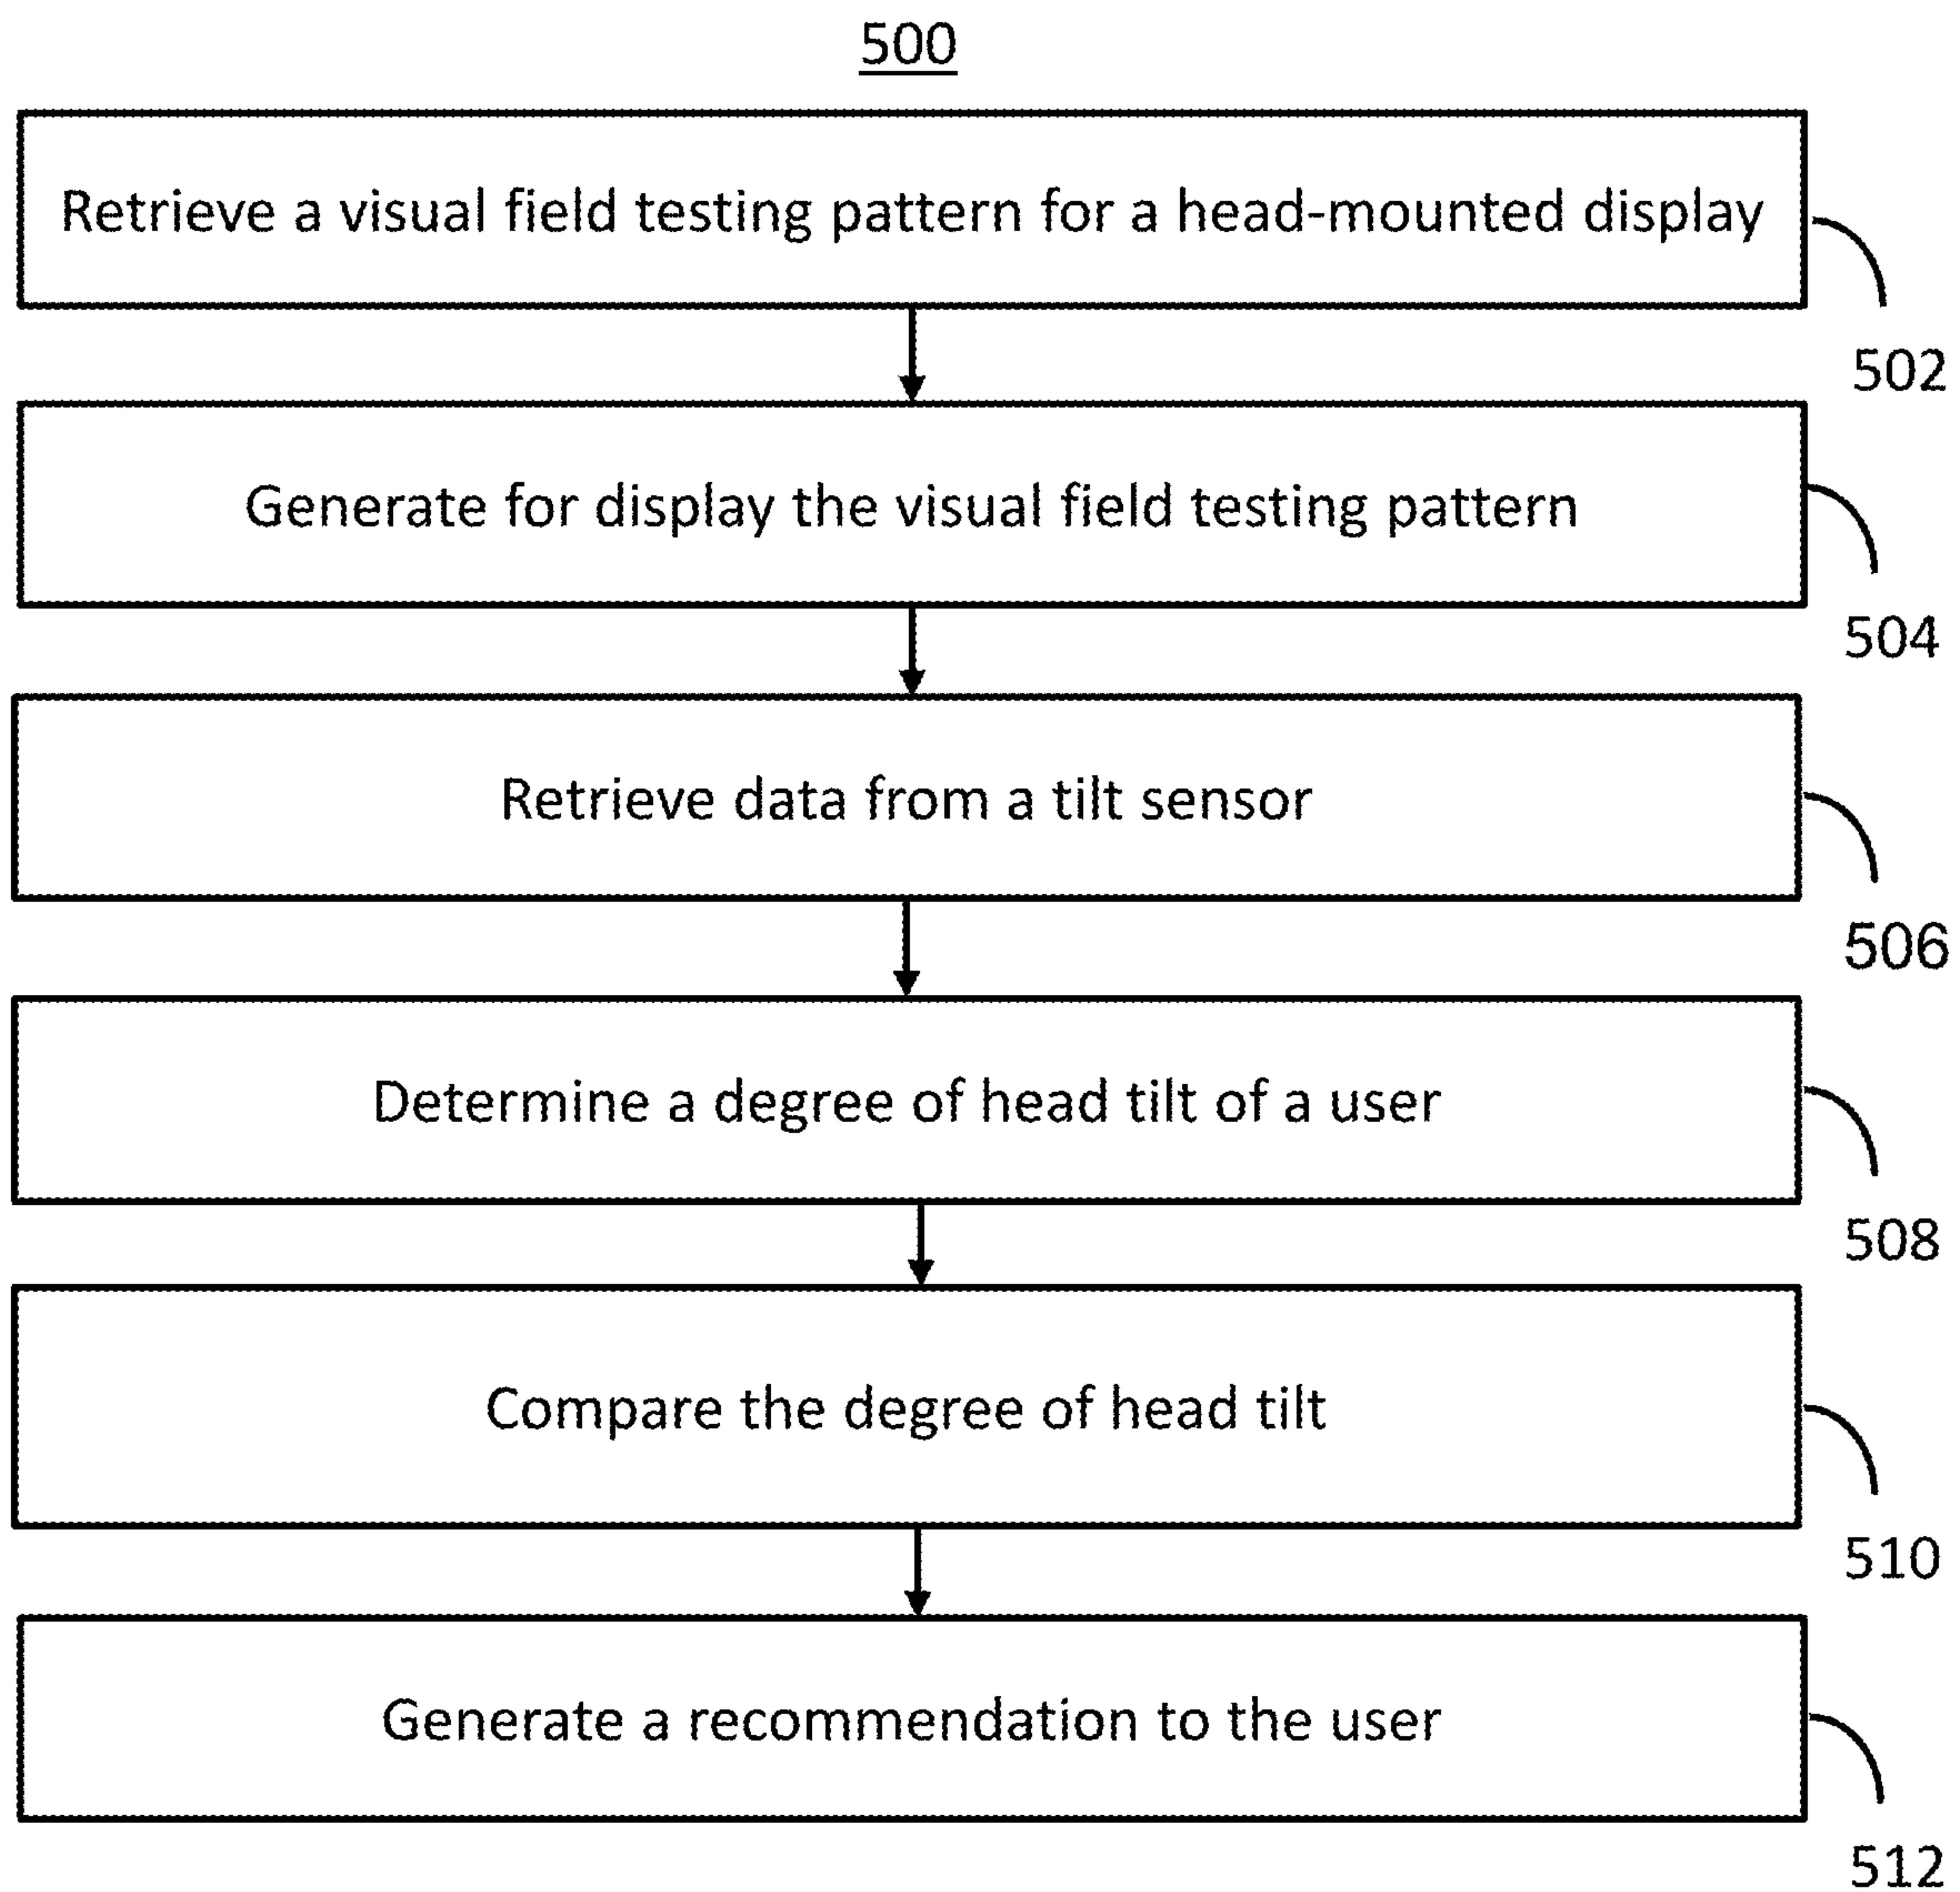 500
Retrieve a visual field testing pattern for a head-mounted display
502
Generate for display the visual field testing pattern
504
Retrieve data from a tilt sensor
506
Determine a degree of head tilt of a user
508
Compare the degree of head tilt
510
Generate a recommendation to the user
512